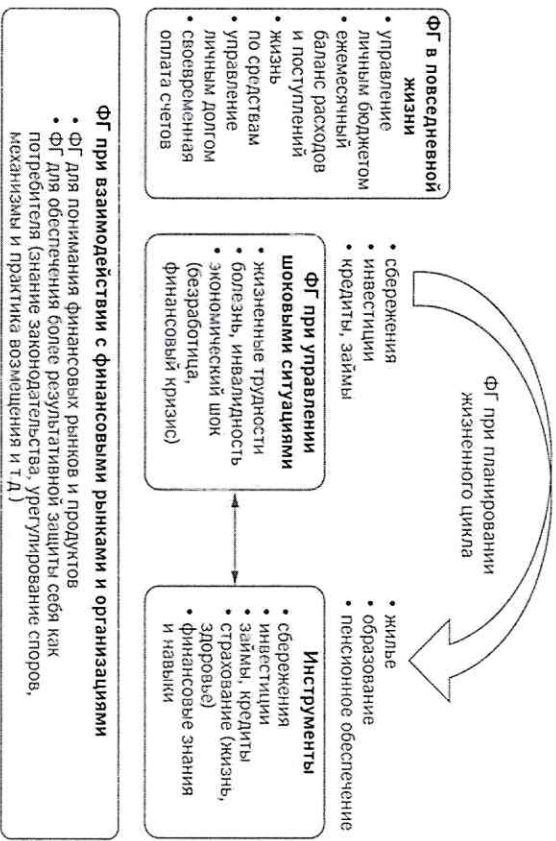 ФГ при планировании
жизненного цикла
• сбережения
• инвестиции
• кредиты, займы
• жилье
• образование
• пенсионное обеспечение
ФГ в повседневной
жизни
• управление
личным бюджетом
• ежемесячный
баланс расходов
и поступлений
• жизнь
по средствам
• управление
личным долгом
• своевременная
оплата счетов
ФГ при управлении
шоковыми ситуациями
• жизненные трудности
• болезнь, инвалидность
• экономический шок
(безработица,
финансовый кризис)
Инструменты
• сбережения
• инвестиции
• займы, кредиты
• страхование (жизнь,
здоровье)
• финансовые знания
и навыки
ФГ при взаимодействии с финансовыми рынками и организациями
• ФГ для понимания финансовых рынков и продуктов
• ФГ для обеспечения более результативной защиты себя как
потребителя (знание законодательства, урегулирование споров,
механизмы и практика возмещения и т д )